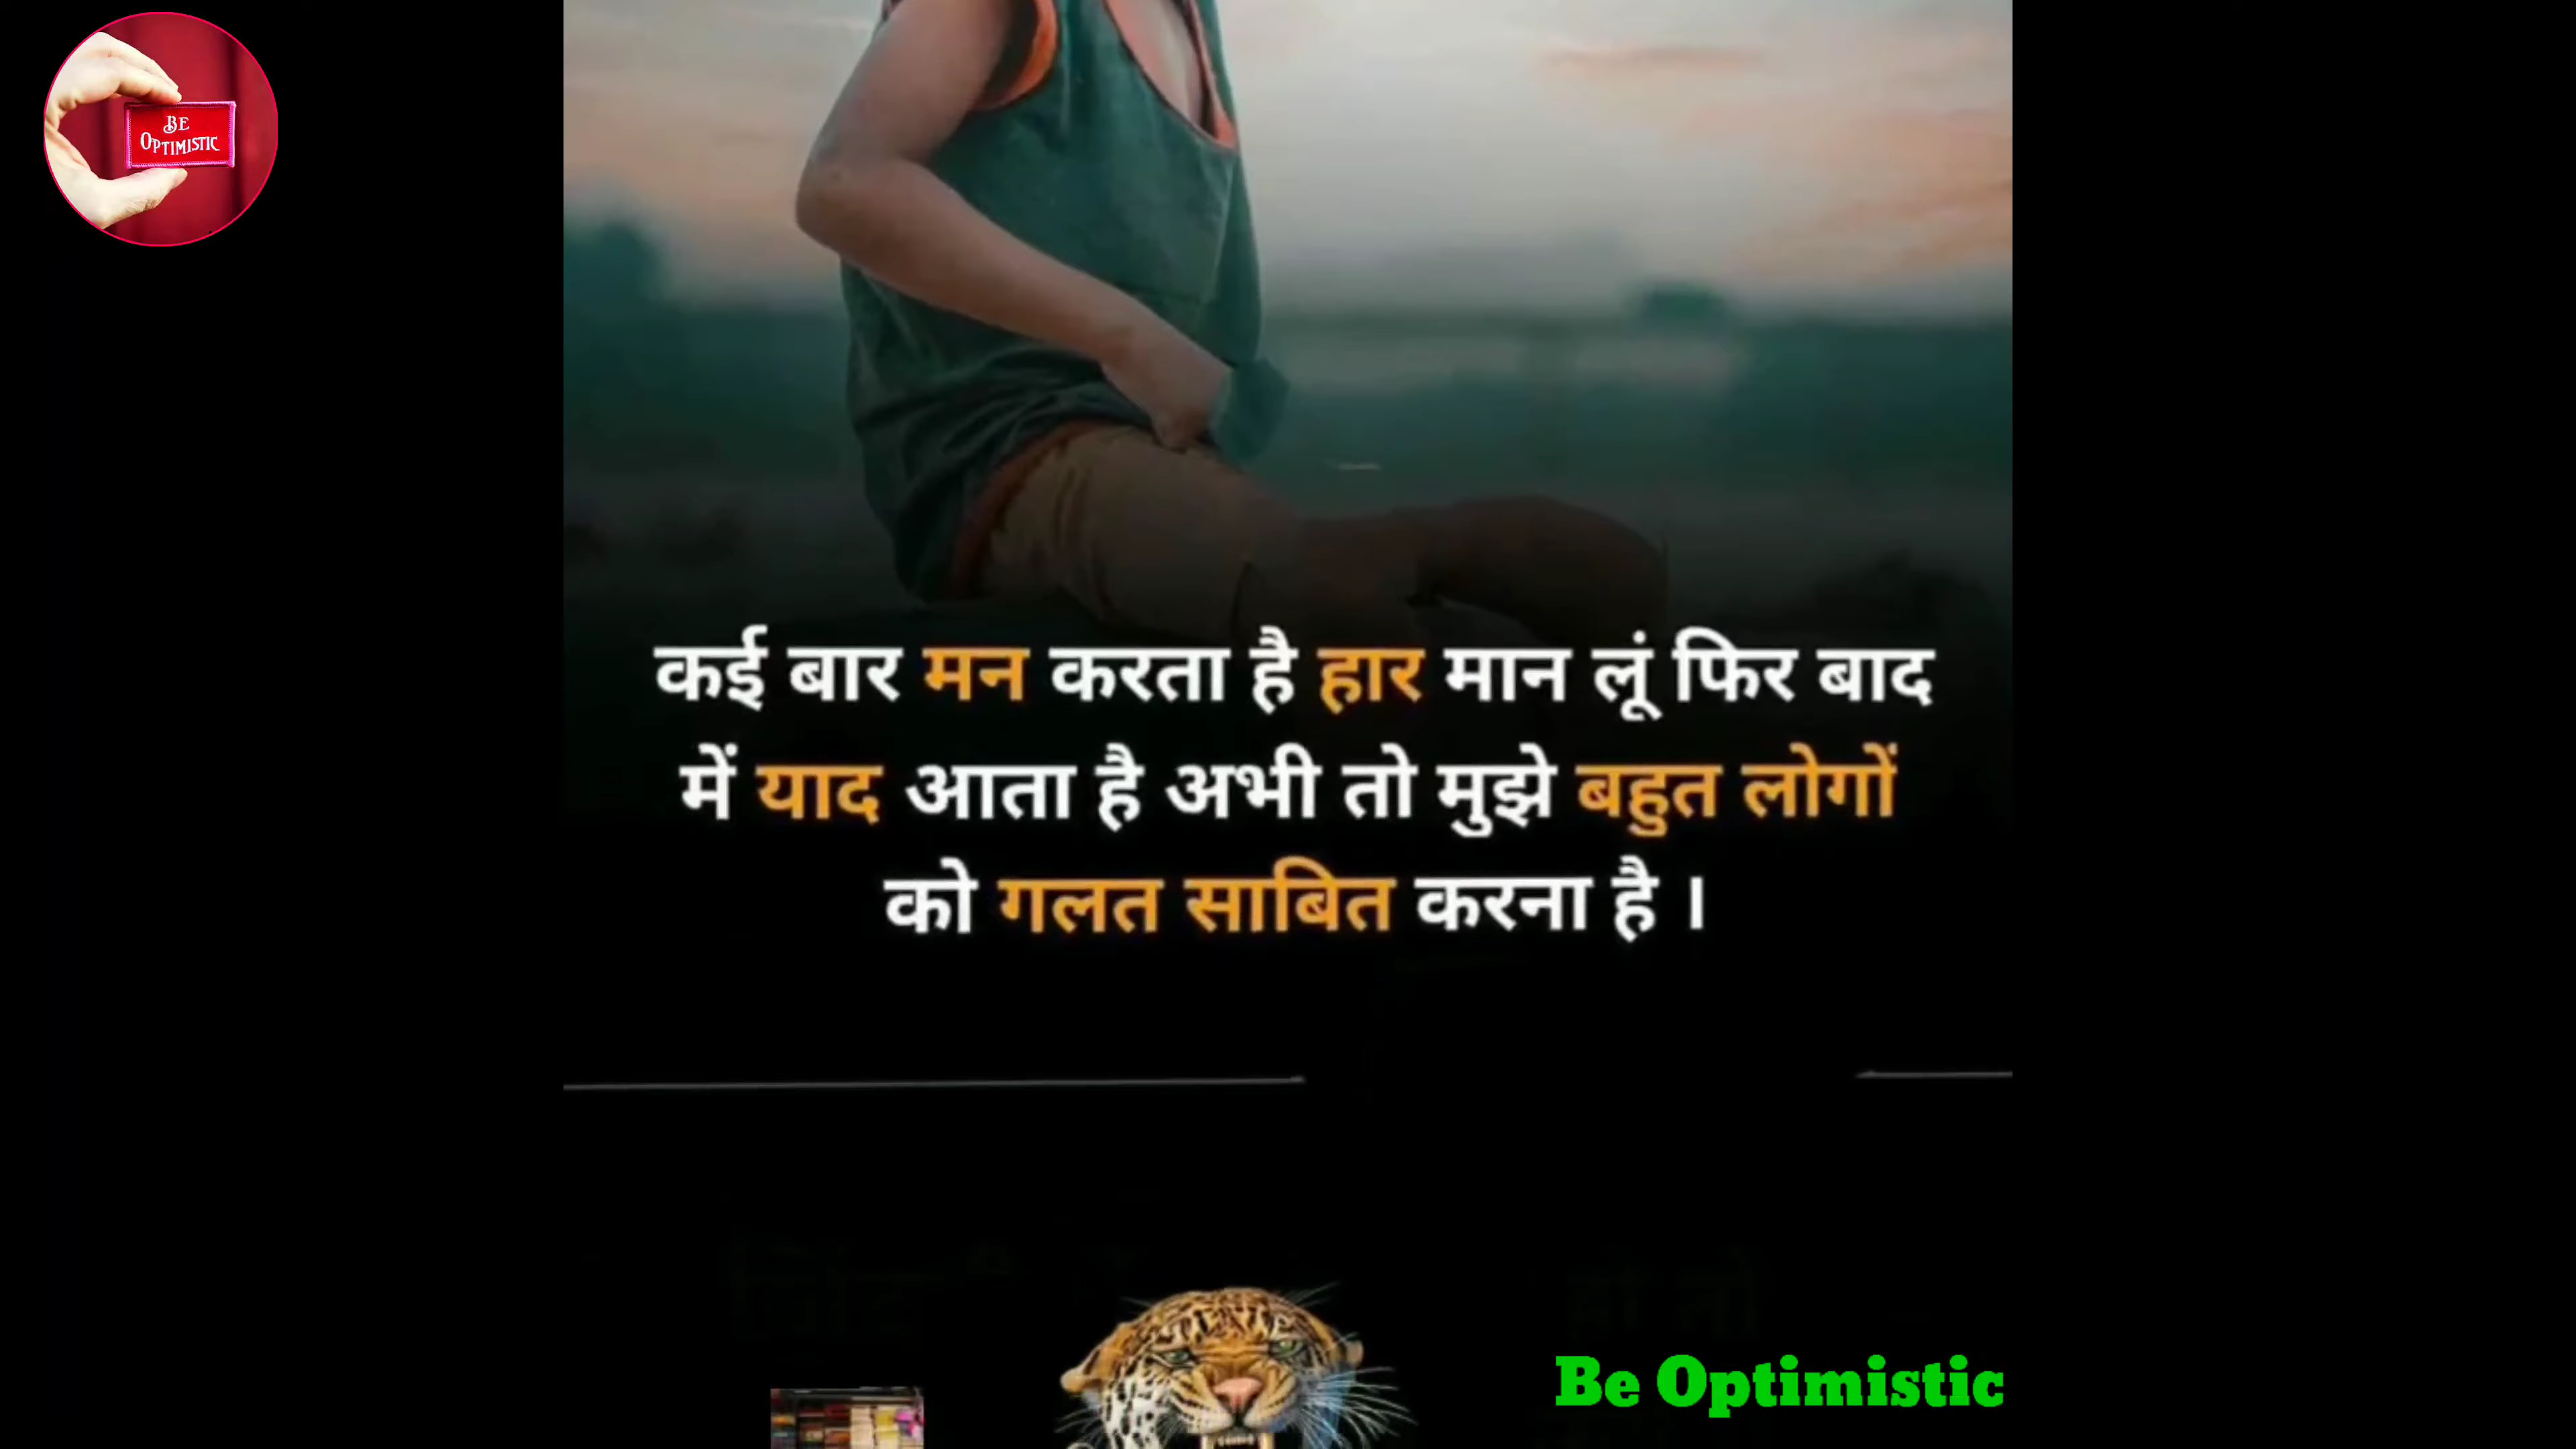 BE
OPTIMISTIC
कई बार मन करता है हार मान लूं फिर बाद
में याद आता है अभी तो मुझे बहुत लोगों
को गलत साबित करना है ।
Be Optimistic